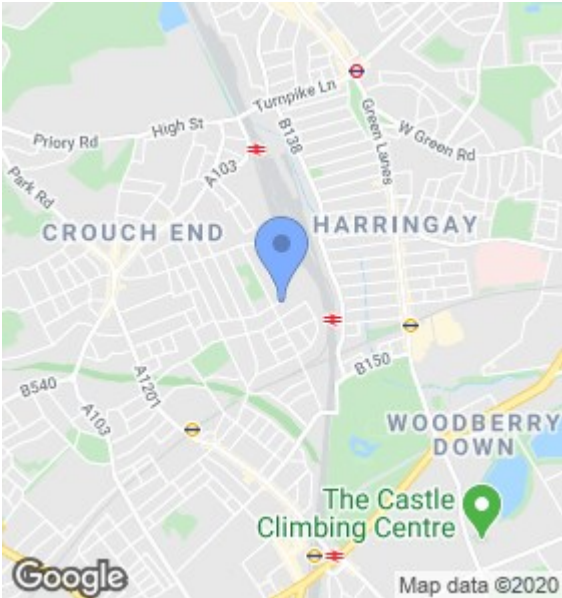 Turnpike Ln
High St
Priory Rd
B138
Green Lanes
W Green Rd
A103
Park Rd
CROUCH END
HARRINGAY
B150
A1201
B540
A103
WOODBERRY
DOWN
The Castle
Climbing Centre
Google
Map data ©2020